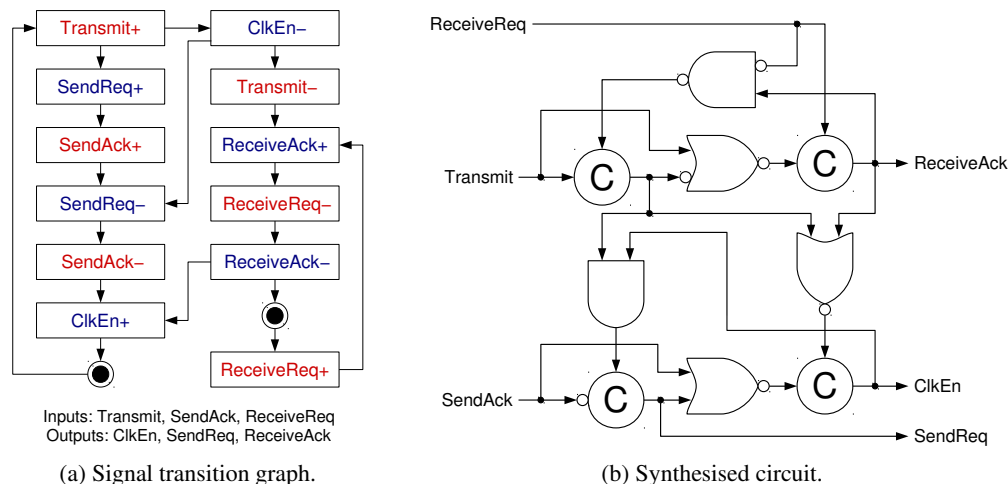 Transmit+
ClkEn−
SendReq+
Transmit−
SendAck+
ReceiveAck+
SendReq−
ReceiveReq−
SendAck−
ReceiveAck−
ClkEn+
ReceiveReq+
Inputs: Transmit, SendAck, ReceiveReq
Outputs: ClkEn, SendReq, ReceiveAck
(a) Signal transition graph.
ReceiveReq
Transmit
C
C
ReceiveAck
SendAck
C
C
ClkEn
SendReq
(b) Synthesised circuit.